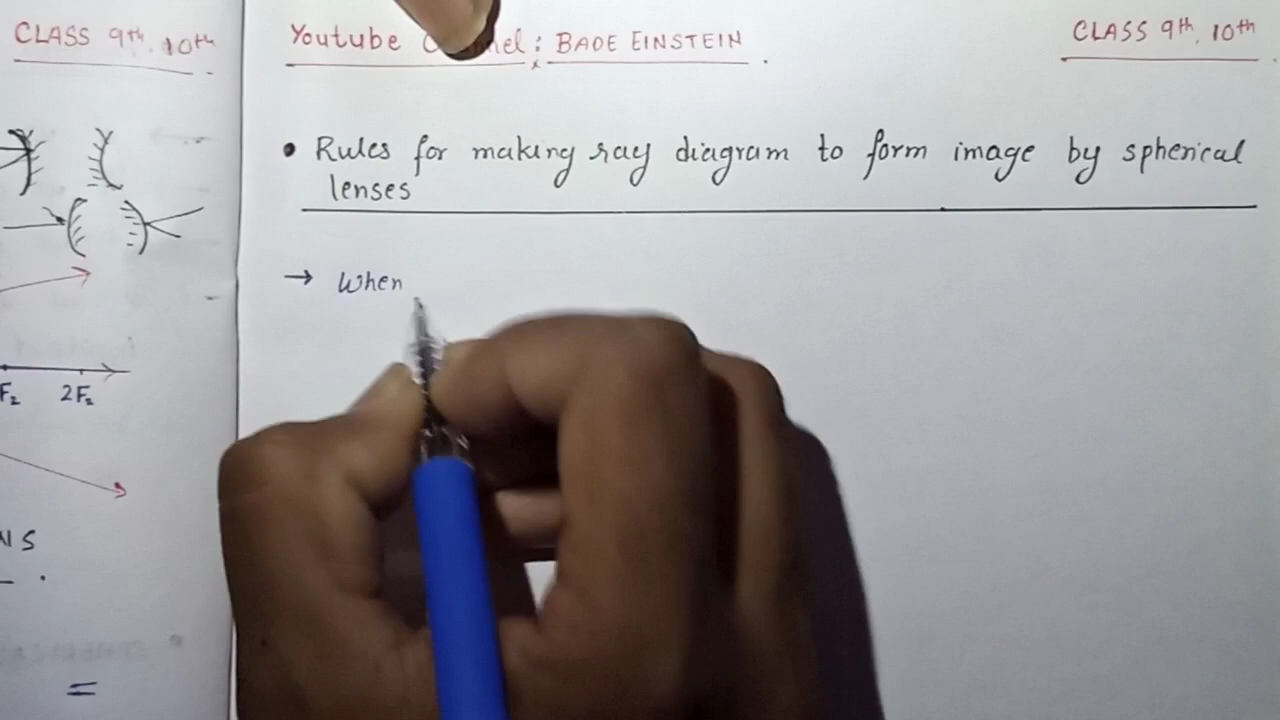 CLASS 9th, 10th
F₂ 2F₂
=
Youtube : BADE EINSTEIN
CLASS 9th, 10th
• Rules for making ray diagram to form image by spherical
lenses
→ When